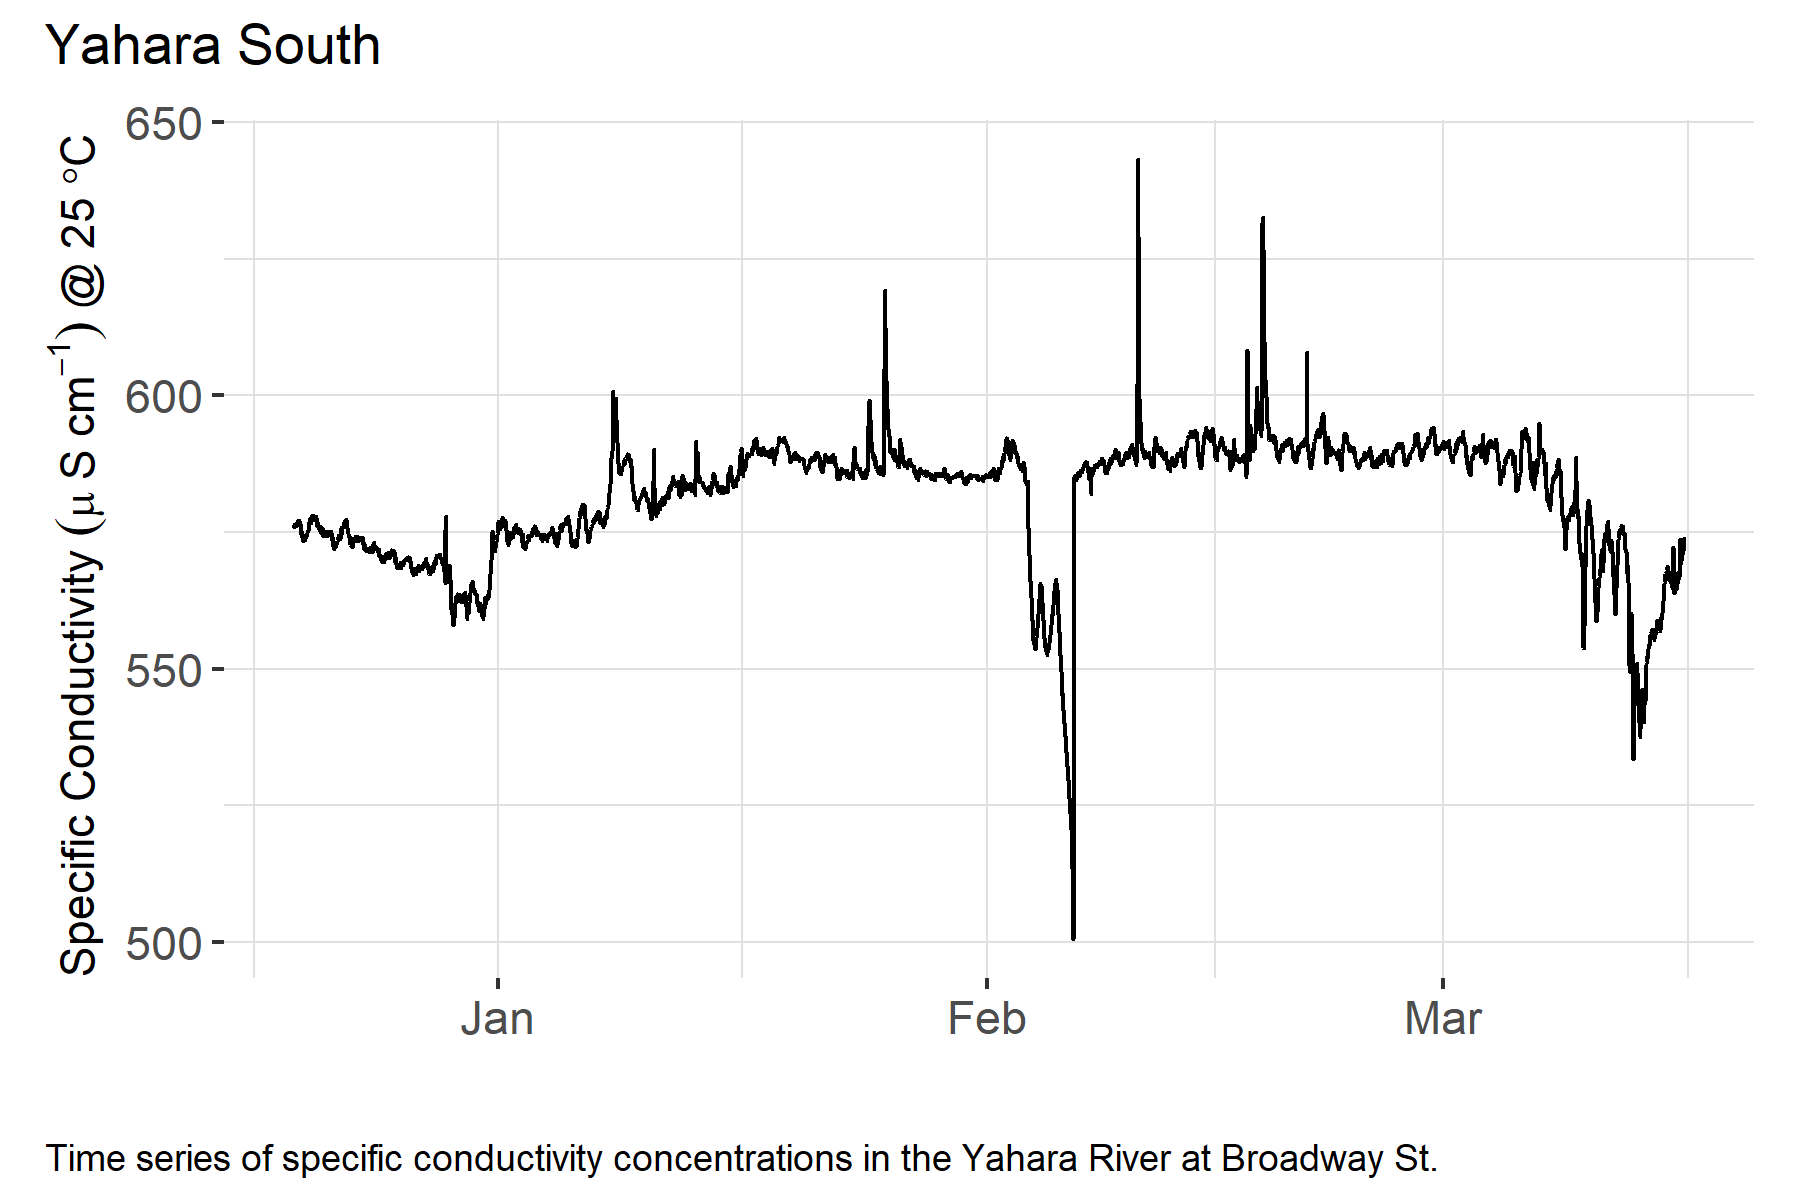 Yahara South
Specific Conductivity (μ S cm⁻¹) @ 25 °C
650
600
550
500
Jan Feb Mar
Time series of specific conductivity concentrations in the Yahara River at Broadway St.